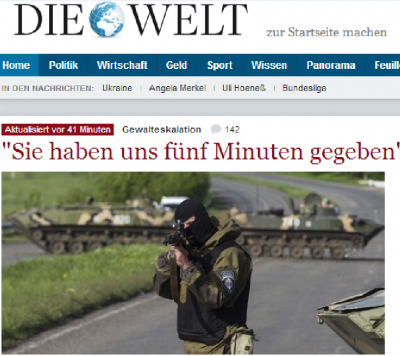 DIE WELT
zur Startseite machen
Home Politik Wirtschaft Geld Sport Wissen Panorama Feuille
IN DEN NACHRICHTEN: Ukraine Angela Merkel Uli Hoeneß Bundesliga
Aktualisiert vor 41 Minuten Gewalteskalation 142
"Sie haben uns fünf Minuten gegeben"